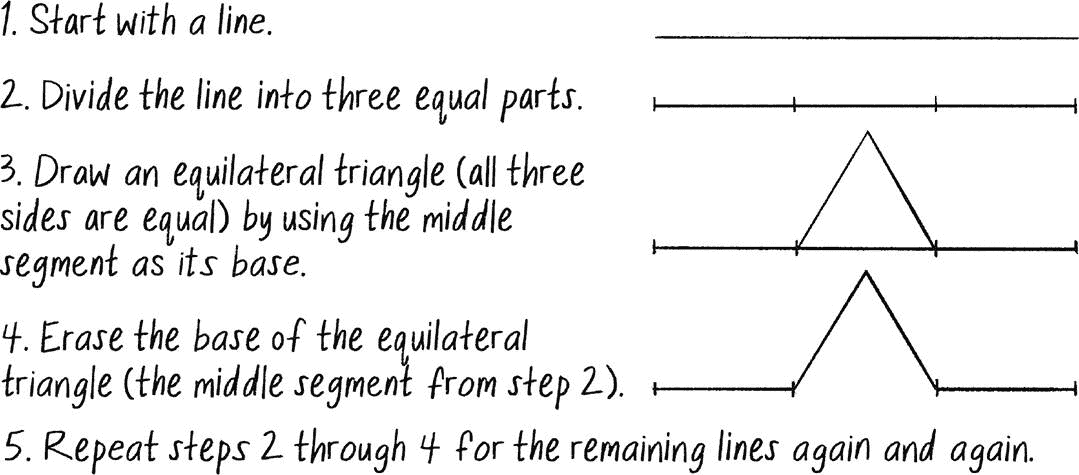 1. Start with a line.
2. Divide the line into three equal parts.
3. Draw an equilateral triangle (all three
sides are equal) by using the middle
segment as its base.
4. Erase the base of the equilateral
triangle (the middle segment from step 2).
5. Repeat steps 2 through 4 for the remaining lines again and again.